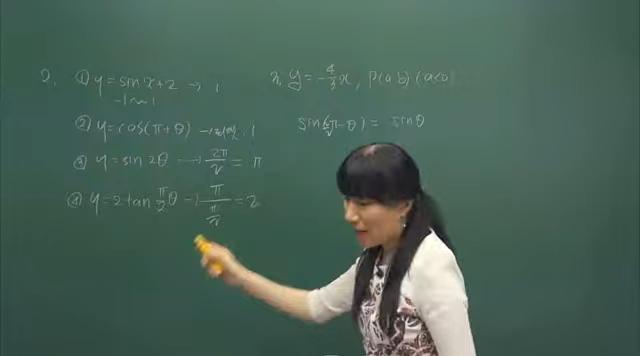 2. ① y = sin x + 2 → 1
-1 ~ 1
② y = cos(π + θ) → 1
③ y = sin 2θ → 2π/2 = π
④ y = 2 tan π/2 θ → π/(π/2) = 2
3. y = -4/3 x, P(a b) (a<0)
sin( π - θ) = sin θ